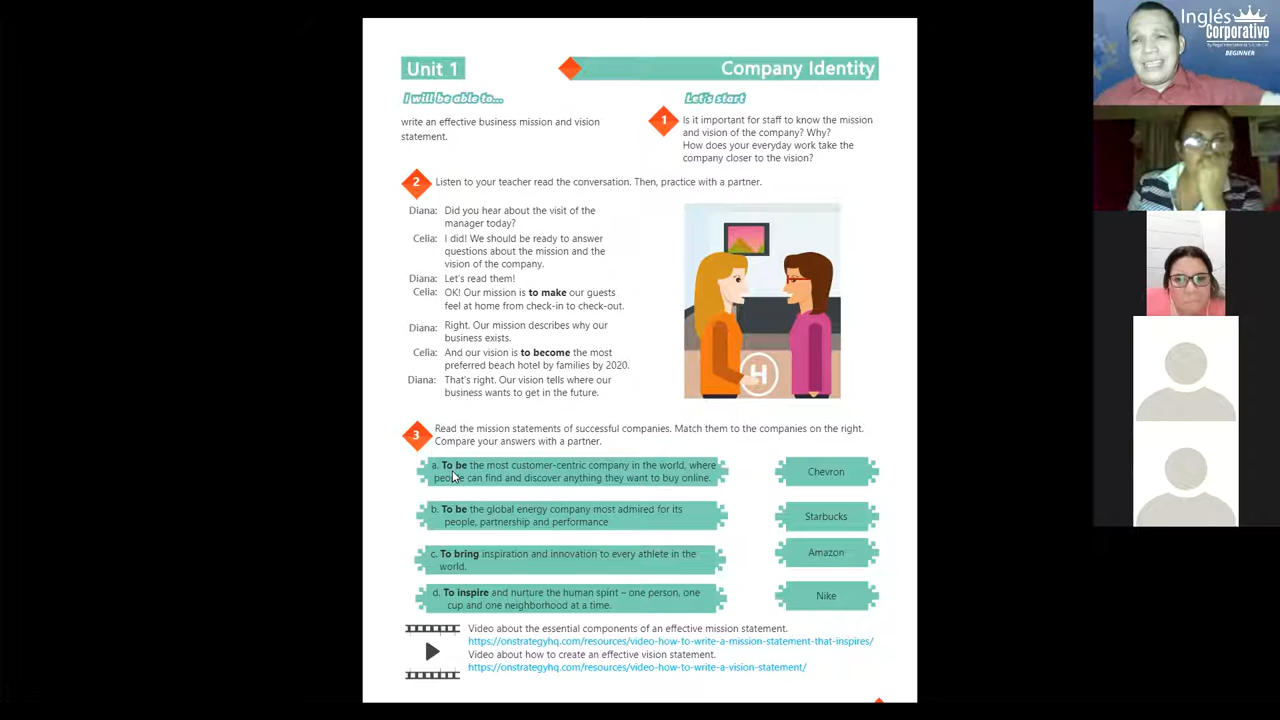 Unit 1
Company Identity
I will be able to...
write an effective business mission and vision
statement.
Let's start
1
Is it important for staff to know the mission
and vision of the company? Why?
How does your everyday work take the
company closer to the vision?
2
Listen to your teacher read the conversation. Then, practice with a partner.
Diana: Did you hear about the visit of the
manager today?
Celia: I did! We should be ready to answer
questions about the mission and the
vision of the company.
Diana: Let's read them!
Celia: OK! Our mission is to make our guests
feel at home from check-in to check-out.
Diana: Right. Our mission describes why our
business exists.
Celia: And our vision is to become the most
preferred beach hotel by families by 2020.
Diana: That's right. Our vision tells where our
business wants to get in the future.
H
3
Read the mission statements of successful companies. Match them to the companies on the right.
Compare your answers with a partner.
a. To be the most customer-centric company in the world, where
people can find and discover anything they want to buy online.
Chevron
b. To be the global energy company most admired for its
people, partnership and performance
Starbucks
c. To bring inspiration and innovation to every athlete in the
world.
Amazon
d. To inspire and nurture the human spirit – one person, one
cup and one neighborhood at a time.
Nike
Video about the essential components of an effective mission statement.
https://onstrategyhq.com/resources/video-how-to-write-a-mission-statement-that-inspires/
Video about how to create an effective vision statement.
https://onstrategyhq.com/resources/video-how-to-write-a-vision-statement/
Inglés
Corporativo
BEGINNER